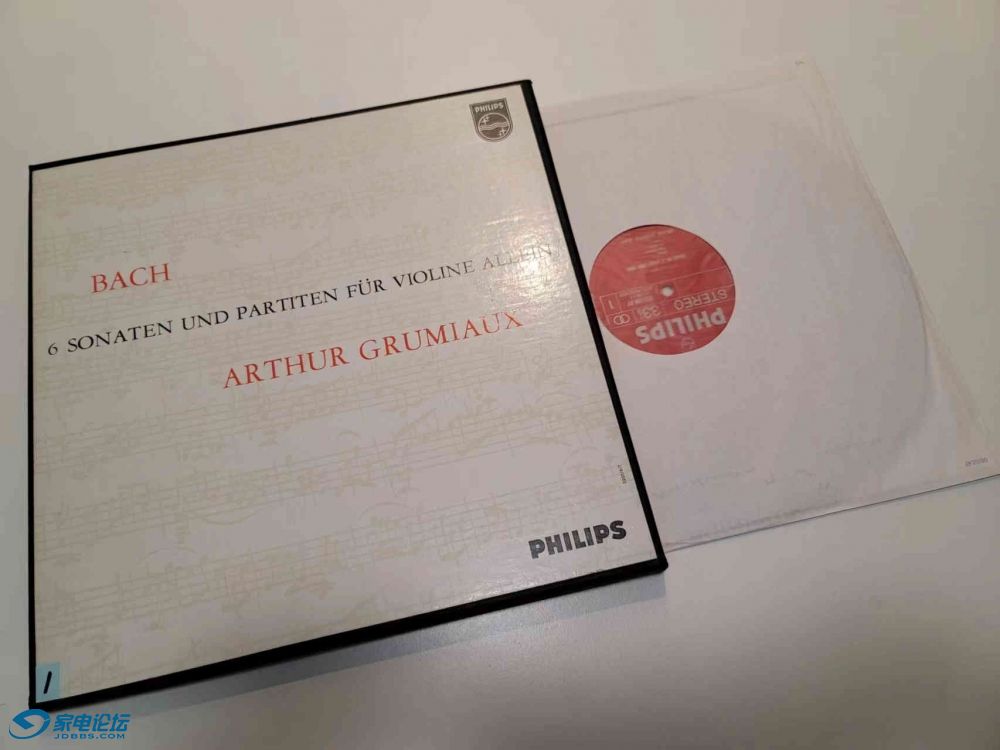 PHILIPS
BACH
6 SONATEN UND PARTITEN FÜR VIOLINE ALLEIN
ARTHUR GRUMIAUX
PHILIPS
1
PHILIPS
STEREO
33
1
家电论坛
JDBBS.COM